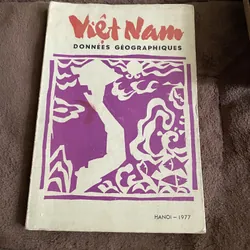 Việt Nam
DONNÉES GÉOGRAPHIQUES
HANOI – 1977